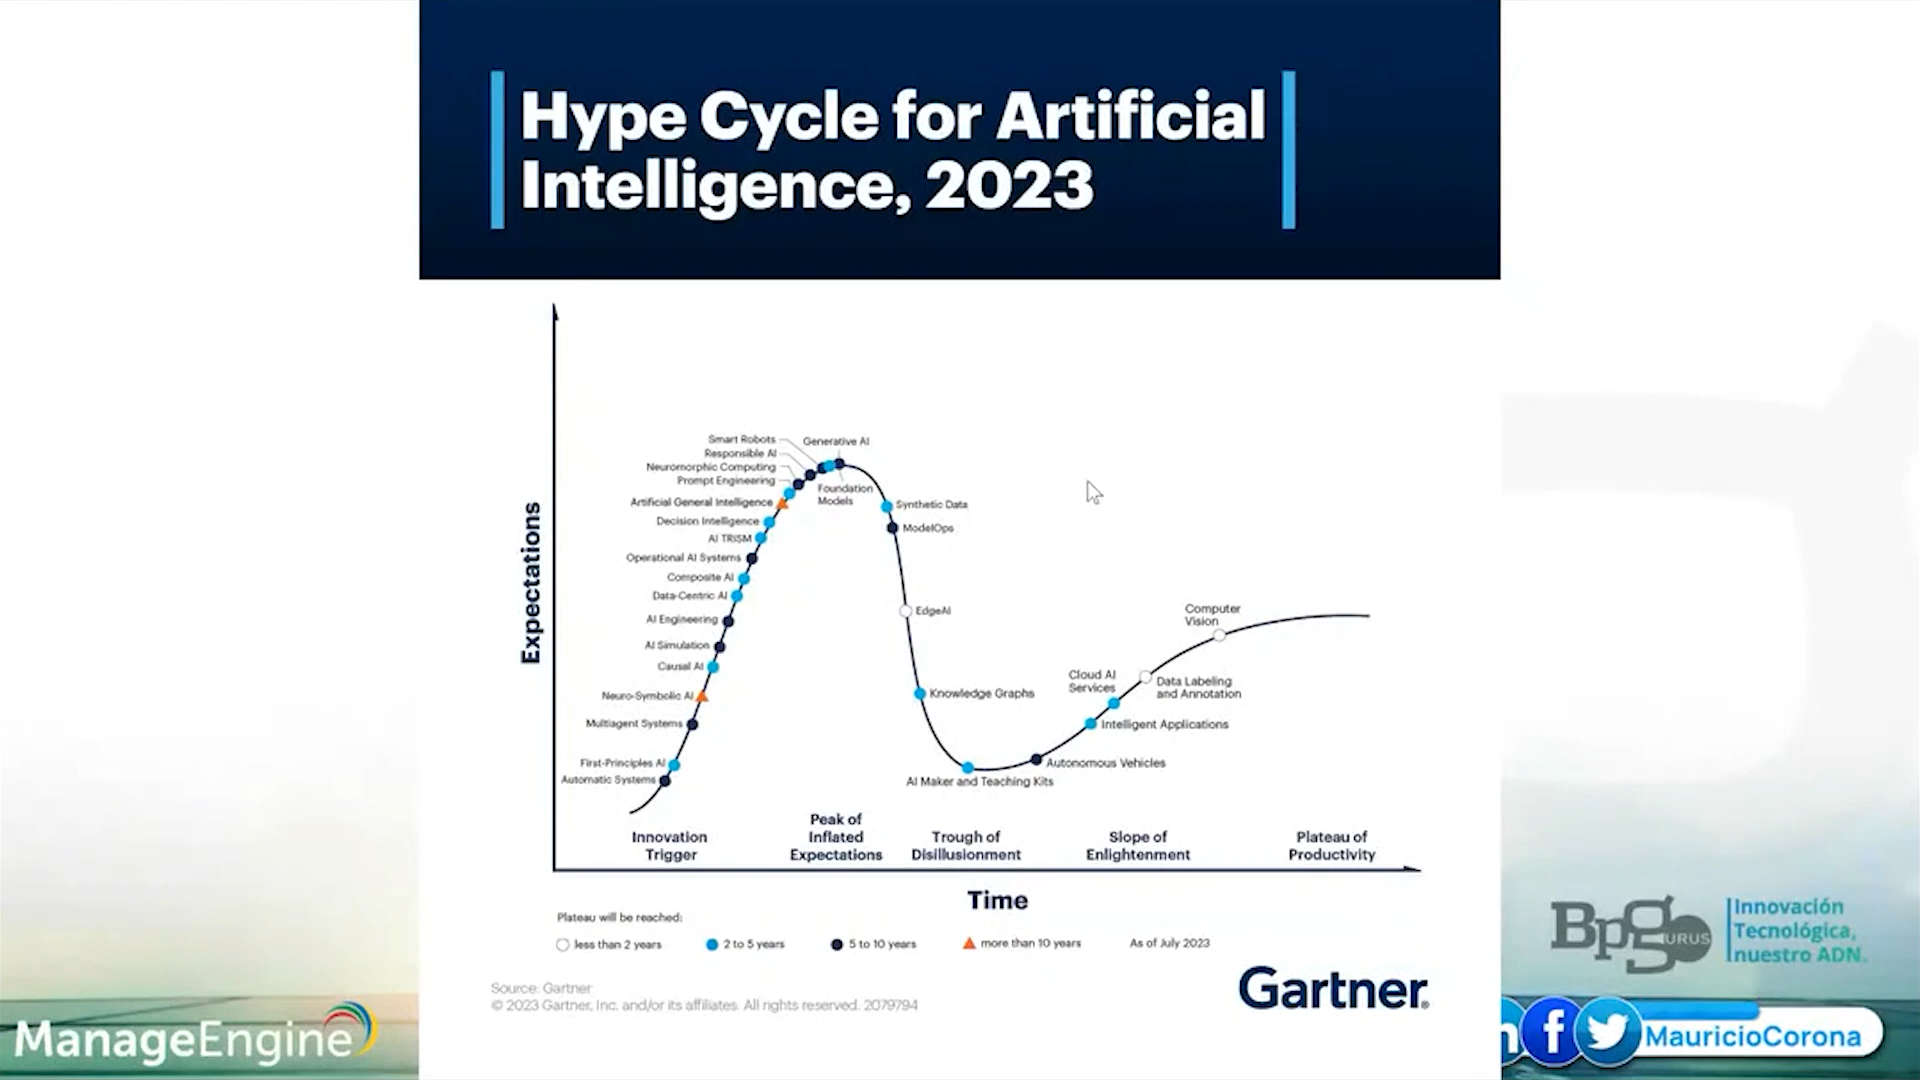 Hype Cycle for Artificial
Intelligence, 2023
Expectations
Smart Robots
Generative AI
Responsible AI
Neuromorphic Computing
Prompt Engineering
Foundation
Models
Artificial General Intelligence
Synthetic Data
Decision Intelligence
ModelOps
AI TRiSM
Operational AI Systems
Composite AI
Data-Centric AI
EdgeAI
Computer
Vision
AI Engineering
AI Simulation
Causal AI
Cloud AI
Services
Data Labeling
and Annotation
Neuro-Symbolic AI
Knowledge Graphs
Multiagent Systems
Intelligent Applications
First-Principles AI
Autonomous Vehicles
Automatic Systems
AI Maker and Teaching Kits
Innovation
Trigger
Peak of
Inflated
Expectations
Trough of
Disillusionment
Slope of
Enlightenment
Plateau of
Productivity
Time
Plateau will be reached:
less than 2 years
2 to 5 years
5 to 10 years
more than 10 years
As of July 2023
Source: Gartner
© 2023 Gartner, Inc. and/or its affiliates. All rights reserved. 2079794
Gartner®
ManageEngine
BpgURUS
Innovación
Tecnológica,
nuestro ADN.
MauricioCorona